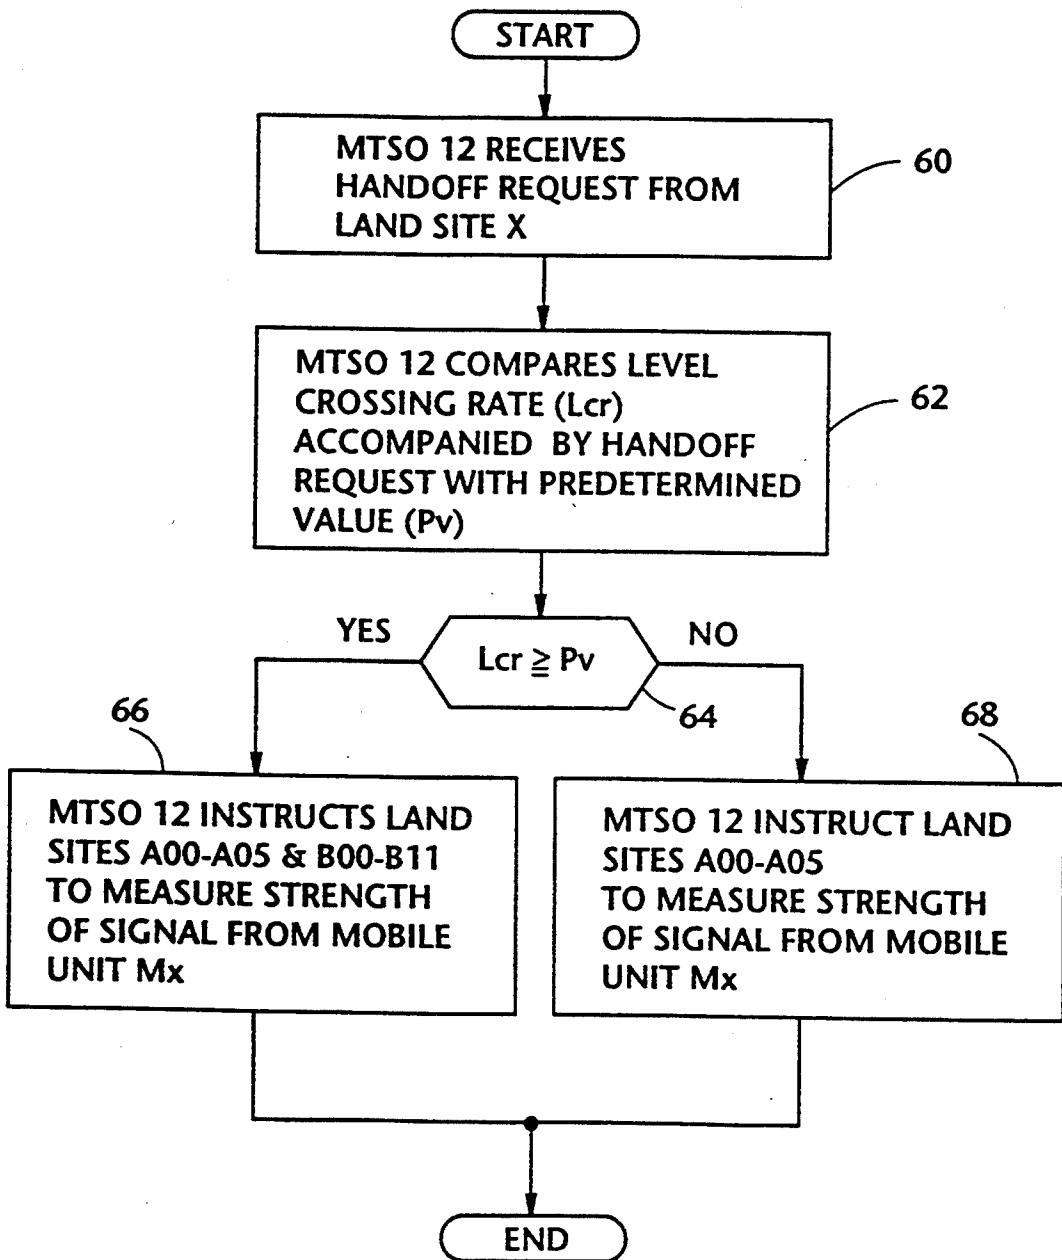 START
MTSO 12 RECEIVES
HANDOFF REQUEST FROM
LAND SITE X
60
MTSO 12 COMPARES LEVEL
CROSSING RATE (Lcr)
ACCOMPANIED BY HANDOFF
REQUEST WITH PREDETERMINED
VALUE (Pv)
62
YES
Lcr ≧ Pv
NO
64
66
MTSO 12 INSTRUCTS LAND
SITES A00-A05 & B00-B11
TO MEASURE STRENGTH
OF SIGNAL FROM MOBILE
UNIT Mx
68
MTSO 12 INSTRUCT LAND
SITES A00-A05
TO MEASURE STRENGTH
OF SIGNAL FROM MOBILE
UNIT Mx
END